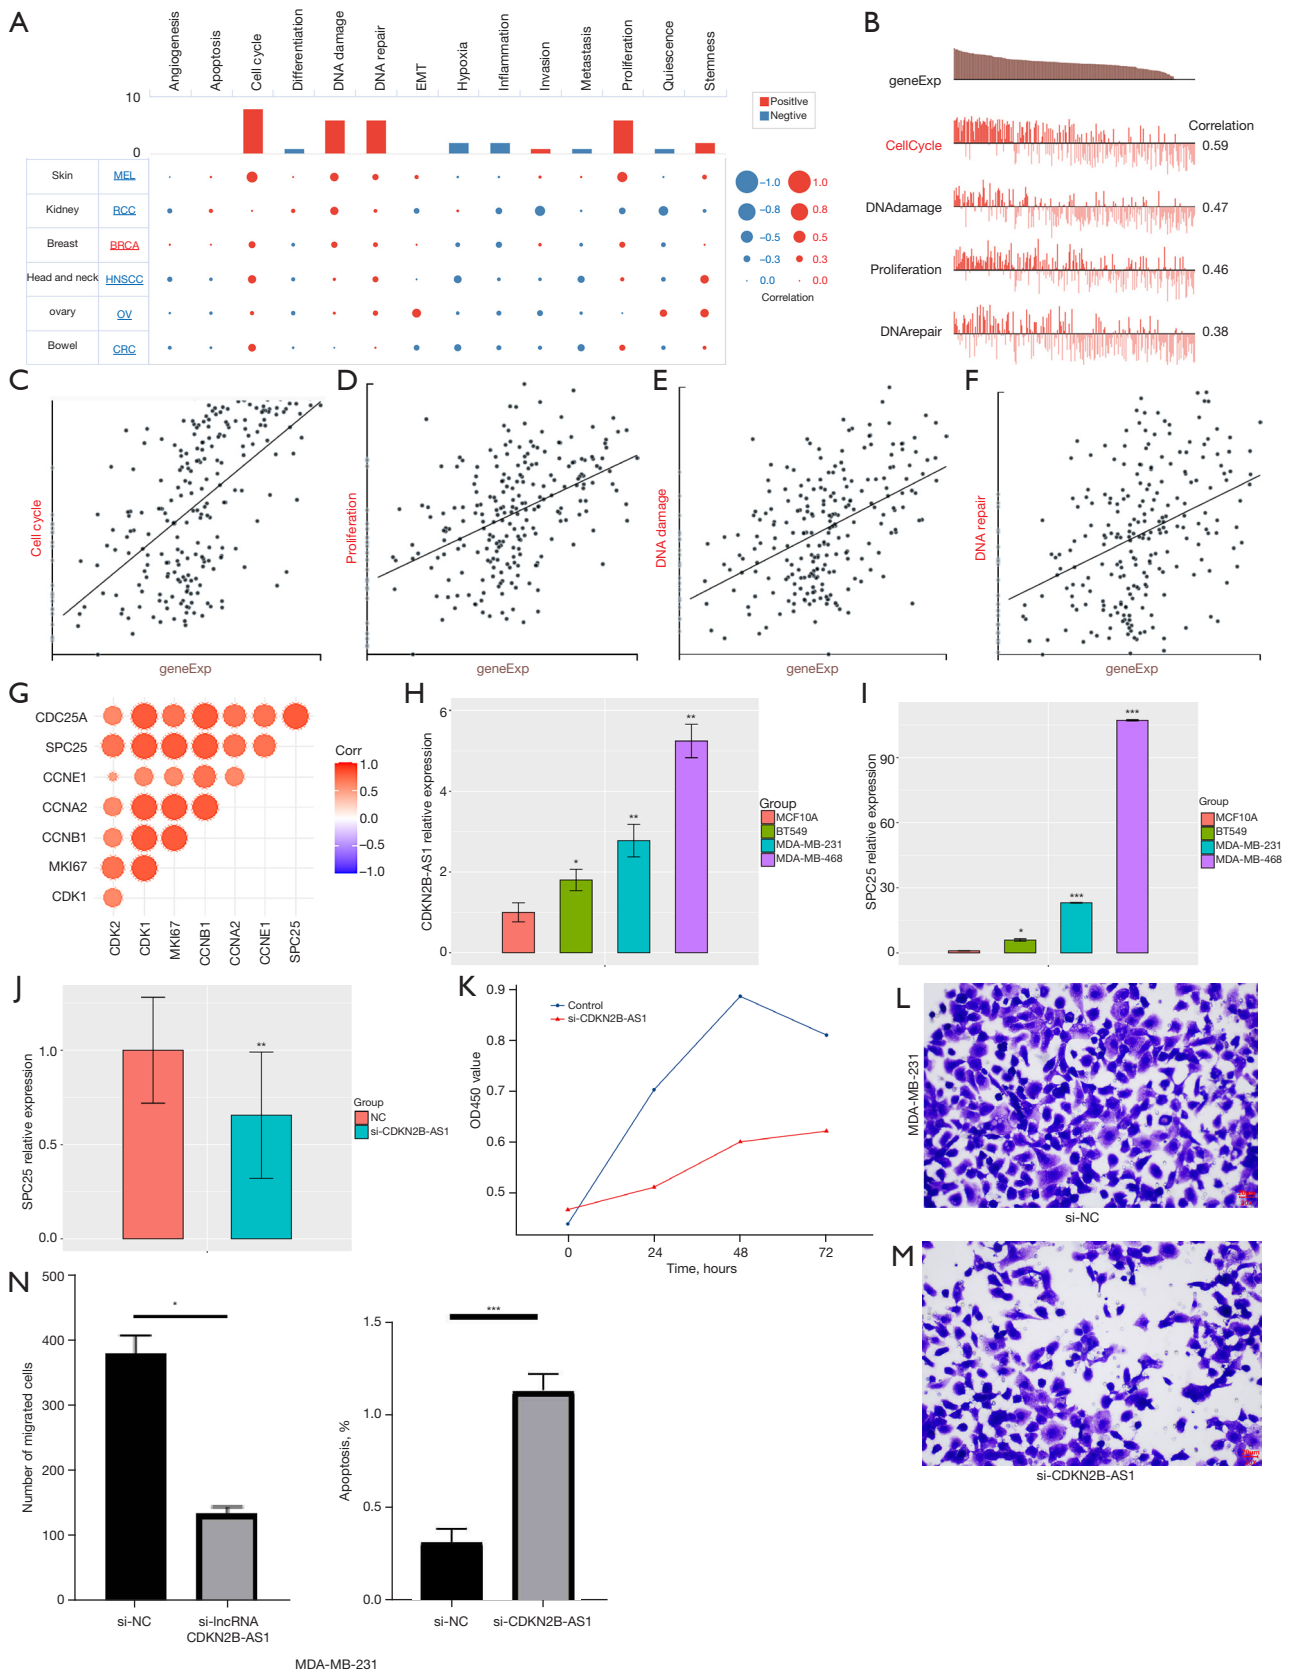 A
Angiogenesis
Apoptosis
Cell cycle
Differentiation
DNA damage
DNA repair
EMT
Hypoxia
Inflammation
Invasion
Metastasis
Proliferation
Quiescence
Stemness
10
0
Positive
Negtive
Skin MEL
Kidney RCC
Breast BRCA
Head and neck HNSCC
ovary OV
Bowel CRC
−1.0 1.0
−0.8 0.8
−0.5 0.5
−0.3 0.3
0.0 0.0
Correlation
B
geneExp
Correlation
CellCycle 0.59
DNAdamage 0.47
Proliferation 0.46
DNArepair 0.38
C
Cell cycle
geneExp
D
Proliferation
geneExp
E
DNA damage
geneExp
F
DNA repair
geneExp
G
CDC25A
SPC25
CCNE1
CCNA2
CCNB1
MKI67
CDK1
CDK2
CDK1
MKI67
CCNB1
CCNA2
CCNE1
SPC25
Corr
1.0
0.5
0.0
−0.5
−1.0
H
CDKN2B-AS1 relative expression
6
4
2
0
*
**
**
Group
MCF10A
BT549
MDA-MB-231
MDA-MB-468
I
SPC25 relative expression
90
60
30
0
*
***
***
Group
MCF10A
BT549
MDA-MB-231
MDA-MB-468
J
SPC25 relative expression
1.0
0.5
0.0
**
Group
NC
si-CDKN2B-AS1
K
OD450 value
0.9
0.8
0.7
0.6
0.5
Control
si-CDKN2B-AS1
0 24 48 72
Time, hours
L
MDA-MB-231
si-NC
M
si-CDKN2B-AS1
N
Number of migrated cells
500
400
300
200
100
0
*
si-NC si-lncRNA
CDKN2B-AS1
Apoptosis, %
1.5
1.0
0.5
0.0
***
si-NC si-CDKN2B-AS1
MDA-MB-231